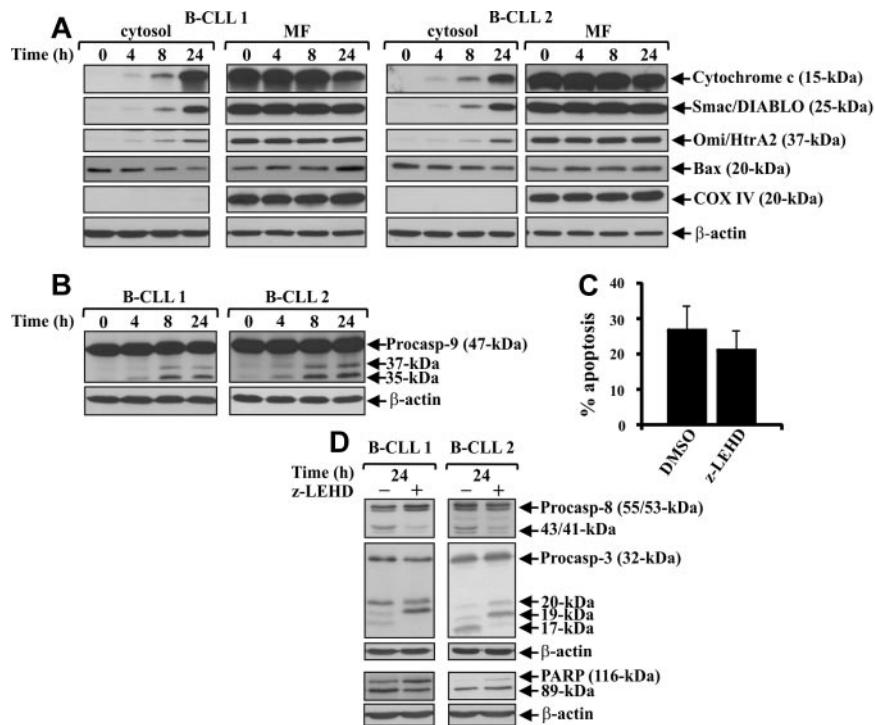 A
B-CLL 1
B-CLL 2
cytosol MF cytosol MF
Time (h) 0 4 8 24 0 4 8 24 0 4 8 24 0 4 8 24
Cytochrome c (15-kDa)
Smac/DIABLO (25-kDa)
Omi/HtrA2 (37-kDa)
Bax (20-kDa)
COX IV (20-kDa)
β-actin
B
B-CLL 1 B-CLL 2
Time (h) 0 4 8 24 0 4 8 24
Procasp-9 (47-kDa)
37-kDa
35-kDa
β-actin
C
% apoptosis
40
30
20
10
0
DMSO
z-LEHD
D
B-CLL 1 B-CLL 2
Time (h) 24 24
z-LEHD − + − +
Procasp-8 (55/53-kDa)
43/41-kDa
Procasp-3 (32-kDa)
20-kDa
19-kDa
17-kDa
β-actin
PARP (116-kDa)
89-kDa
β-actin